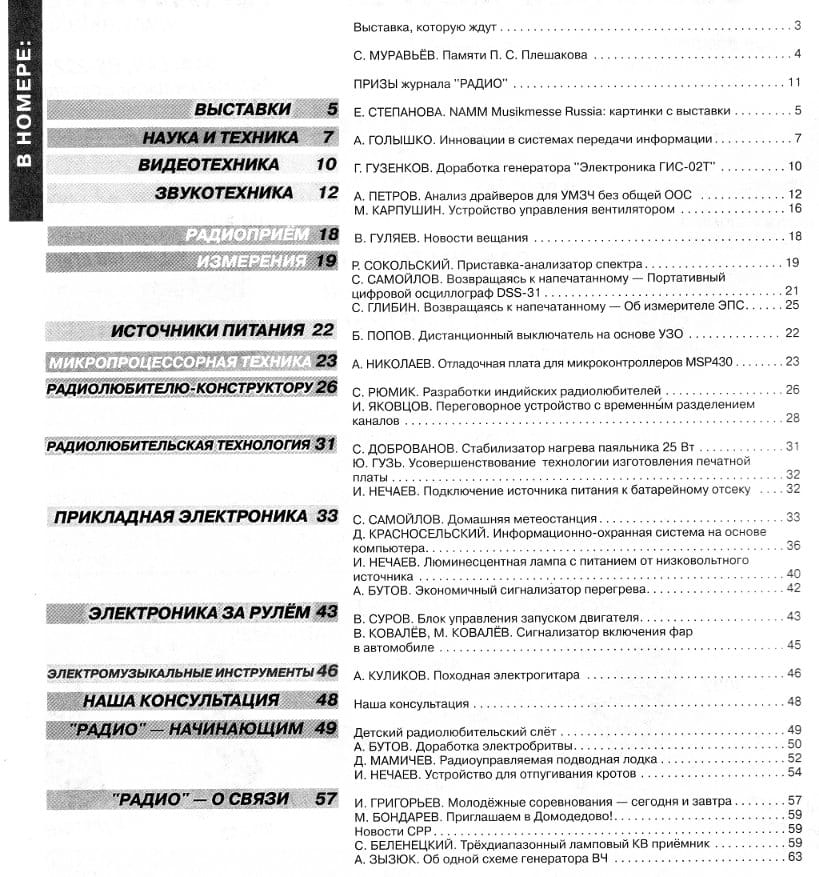 В НОМЕРЕ:
Выставка, которую ждут . . . . . . . . . . 3
С. МУРАВЬЁВ. Памяти П. С. Плешакова . . . . . . . . . . 4
ПРИЗЫ журнала "РАДИО" . . . . . . . . . . 11
ВЫСТАВКИ 5
Е. СТЕПАНОВА. NAMM Musikmesse Russia: картинки с выставки . . . . . . . . . . 5
НАУКА И ТЕХНИКА 7
А. ГОЛЫШКО. Инновации в системах передачи информации . . . . . . . . . . 7
ВИДЕОТЕХНИКА 10
Г. ГУЗЕНКОВ. Доработка генератора "Электроника ГИС-02Т" . . . . . . . . . . 10
ЗВУКОТЕХНИКА 12
А. ПЕТРОВ. Анализ драйверов для УМЗЧ без общей ООС . . . . . . . . . . 12
М. КАРПУШИН. Устройство управления вентилятором . . . . . . . . . . 16
РАДИОПРИЁМ 18
В. ГУЛЯЕВ. Новости вещания . . . . . . . . . . 18
ИЗМЕРЕНИЯ 19
Р. СОКОЛЬСКИЙ. Приставка-анализатор спектра . . . . . . . . . . 19
С. САМОЙЛОВ. Возвращаясь к напечатанному — Портативный
цифровой осциллограф DSS-31 . . . . . . . . . . 21
С. ГЛИБИН. Возвращаясь к напечатанному — Об измерителе ЭПС. . . . . . 25
ИСТОЧНИКИ ПИТАНИЯ 22
Б. ПОПОВ. Дистанционный выключатель на основе УЗО . . . . . . . . . . 22
МИКРОПРОЦЕССОРНАЯ ТЕХНИКА 23
А. НИКОЛАЕВ. Отладочная плата для микроконтроллеров MSP430 . . . . . . . . . . 23
РАДИОЛЮБИТЕЛЮ-КОНСТРУКТОРУ 26
С. РЮМИК. Разработки индийских радиолюбителей . . . . . . . . . . 26
И. ЯКОВЦОВ. Переговорное устройство с временным разделением
каналов . . . . . . . . . . 28
РАДИОЛЮБИТЕЛЬСКАЯ ТЕХНОЛОГИЯ 31
С. ДОБРОВАНОВ. Стабилизатор нагрева паяльника 25 Вт . . . . . . . . . . 31
Ю. ГУЗЬ. Усовершенствование технологии изготовления печатной
платы . . . . . . . . . . 32
И. НЕЧАЕВ. Подключение источника питания к батарейному отсеку . . . . 32
ПРИКЛАДНАЯ ЭЛЕКТРОНИКА 33
С. САМОЙЛОВ. Домашняя метеостанция . . . . . . . . . . 33
Д. КРАСНОСЕЛЬСКИЙ. Информационно-охранная система на основе
компьютера. . . . . . . . . . . 36
И. НЕЧАЕВ. Люминесцентная лампа с питанием от низковольтного
источника . . . . . . . . . . 40
А. БУТОВ. Экономичный сигнализатор перегрева. . . . . . . . . . . 42
ЭЛЕКТРОНИКА ЗА РУЛЁМ 43
В. СУРОВ. Блок управления запуском двигателя. . . . . . . . . . . 43
В. КОВАЛЁВ, М. КОВАЛЁВ. Сигнализатор включения фар
в автомобиле . . . . . . . . . . 45
ЭЛЕКТРОМУЗЫКАЛЬНЫЕ ИНСТРУМЕНТЫ 46
А. КУЛИКОВ. Походная электрогитара . . . . . . . . . . 46
НАША КОНСУЛЬТАЦИЯ 48
Наша консультация . . . . . . . . . . 48
"РАДИО" — НАЧИНАЮЩИМ 49
Детский радиолюбительский слёт . . . . . . . . . . 49
А. БУТОВ. Доработка электробритвы. . . . . . . . . . . 50
Д. МАМИЧЕВ. Радиоуправляемая подводная лодка . . . . . . . . . . 52
И. НЕЧАЕВ. Устройство для отпугивания кротов . . . . . . . . . . 54
"РАДИО" — О СВЯЗИ 57
И. ГРИГОРЬЕВ. Молодёжные соревнования — сегодня и завтра . . . . . . . 57
М. БОНДАРЕВ. Приглашаем в Домодедово! . . . . . . . . . . 59
Новости СРР. . . . . . . . . . . 59
С. БЕЛЕНЕЦКИЙ. Трёхдиапазонный ламповый КВ приёмник . . . . . . . . . . 59
А. ЗЫЗЮК. Об одной схеме генератора ВЧ . . . . . . . . . . 63